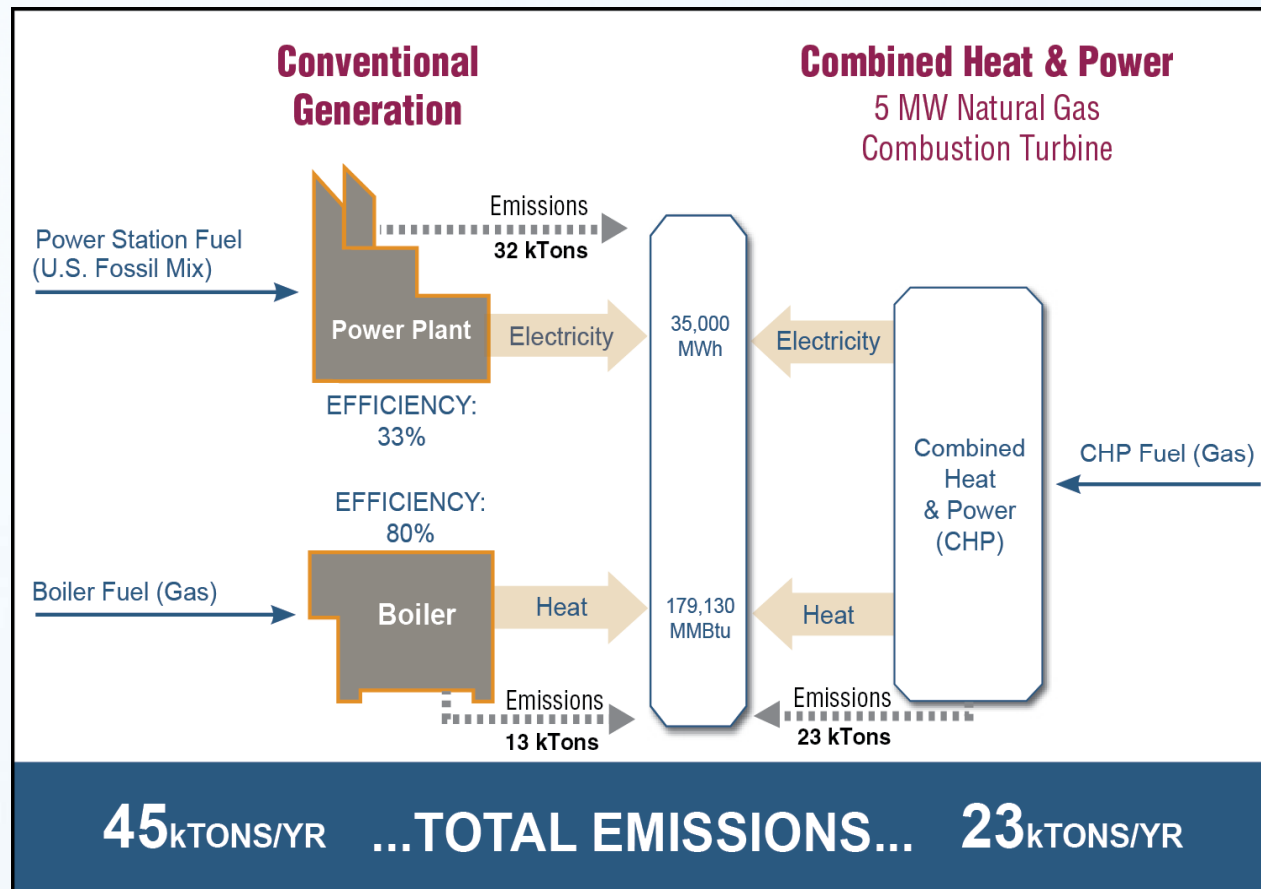 Conventional
Generation
Combined Heat & Power
5 MW Natural Gas
Combustion Turbine
Emissions
32 kTons
Power Station Fuel
(U.S. Fossil Mix)
Power Plant
Electricity
35,000
MWh
Electricity
EFFICIENCY:
33%
Combined
Heat
& Power
(CHP)
CHP Fuel (Gas)
EFFICIENCY:
80%
Boiler Fuel (Gas)
Boiler
Heat
179,130
MMBtu
Heat
Emissions
13 kTons
Emissions
23 kTons
45kTONS/YR ...TOTAL EMISSIONS... 23kTONS/YR